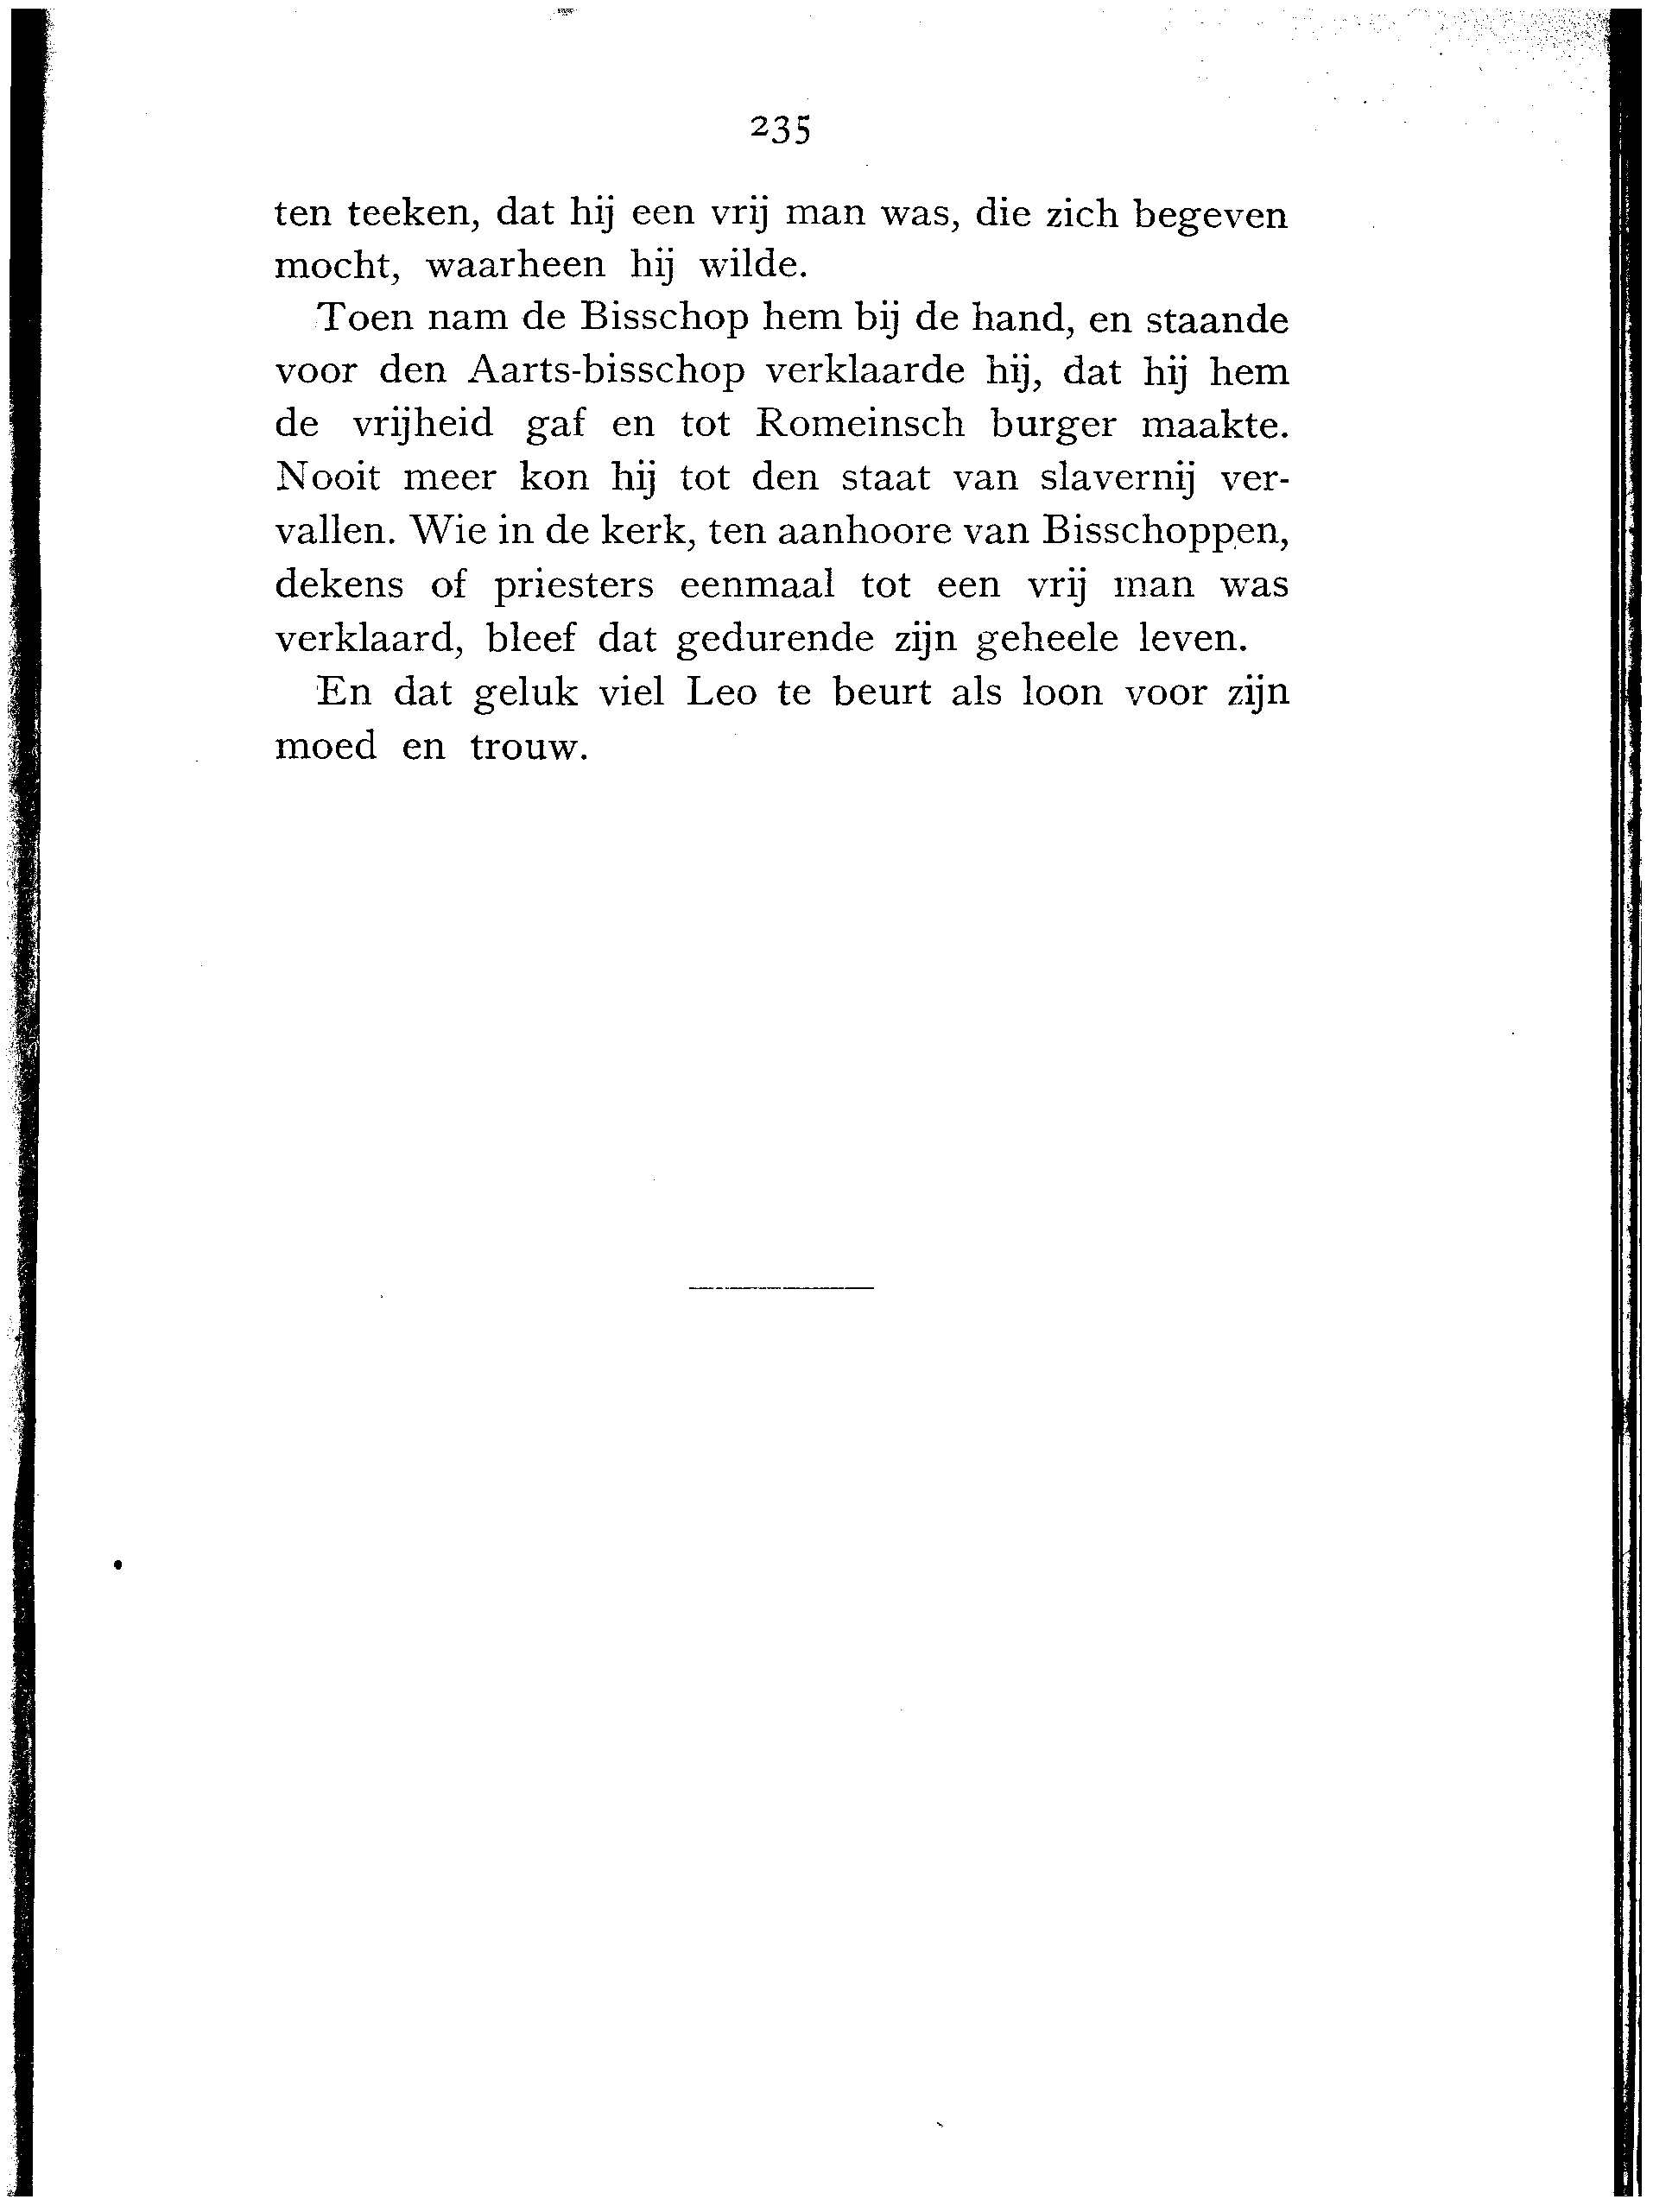 235
ten teeken, dat hij een vrij man was, die zich begeven
mocht, waarheen hij wilde.
Toen nam de Bisschop hem bij de hand, en staande
voor den Aarts-bisschop verklaarde hij, dat hij hem
de vrijheid gaf en tot Romeinsch burger maakte.
Nooit meer kon hij tot den staat van slavernij ver-
vallen. Wie in de kerk, ten aanhoore van Bisschoppen,
dekens of priesters eenmaal tot een vrij man was
verklaard, bleef dat gedurende zijn geheele leven.
En dat geluk viel Leo te beurt als loon voor zijn
moed en trouw.